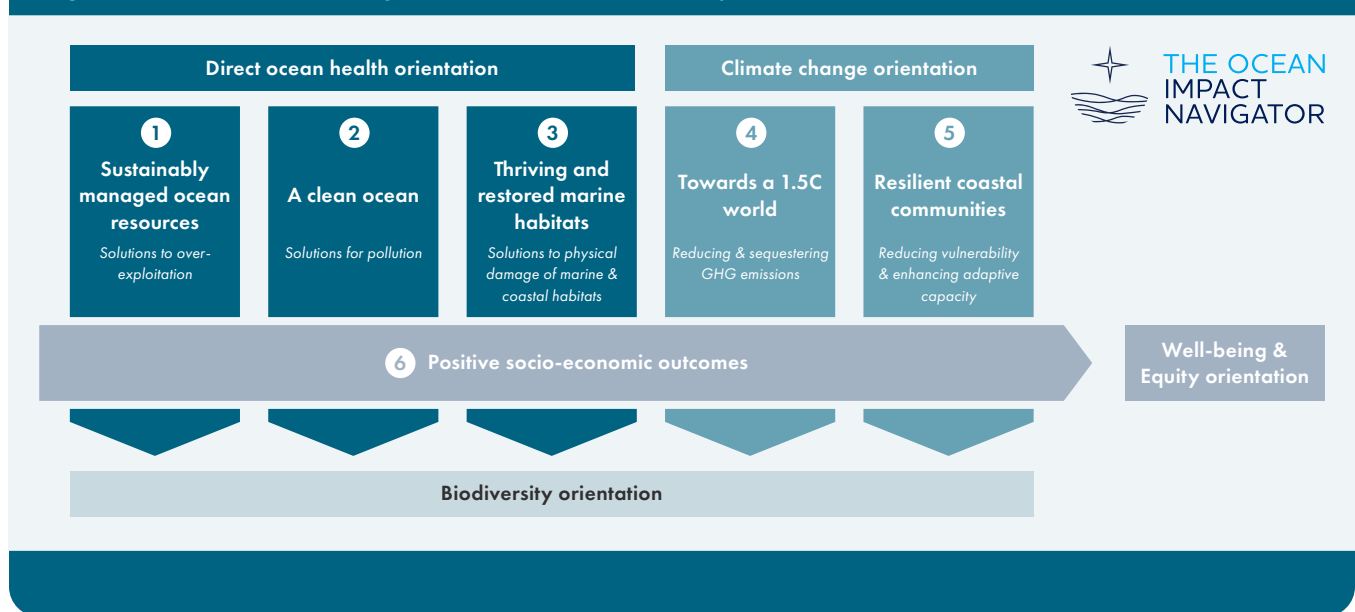 Direct ocean health orientation
Climate change orientation
THE OCEAN
IMPACT
NAVIGATOR
1
Sustainably
managed ocean
resources
Solutions to over-
exploitation
2
A clean ocean
Solutions for pollution
3
Thriving and
restored marine
habitats
Solutions to physical
damage of marine &
coastal habitats
4
Towards a 1.5C
world
Reducing & sequestering
GHG emissions
5
Resilient coastal
communities
Reducing vulnerability
& enhancing adaptive
capacity
6 Positive socio-economic outcomes
Well-being &
Equity orientation
Biodiversity orientation